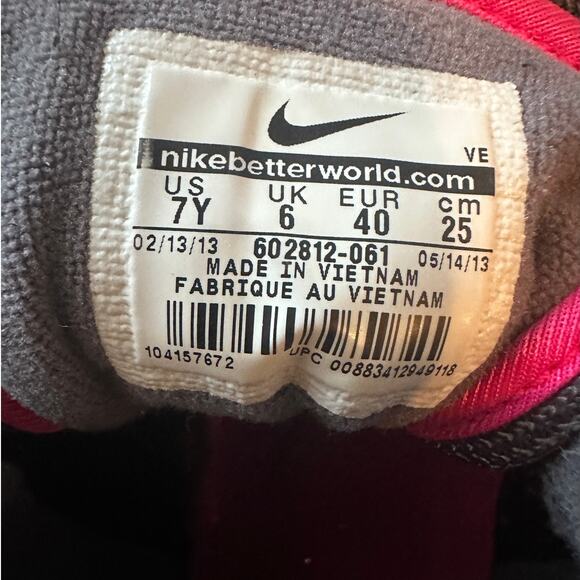 VE
nikebetterworld.com
US UK EUR cm
7Y 6 40 25
02/13/13 602812-061 05/14/13
MADE IN VIETNAM
FABRIQUE AU VIETNAM
104157672 UPC 00883412949118